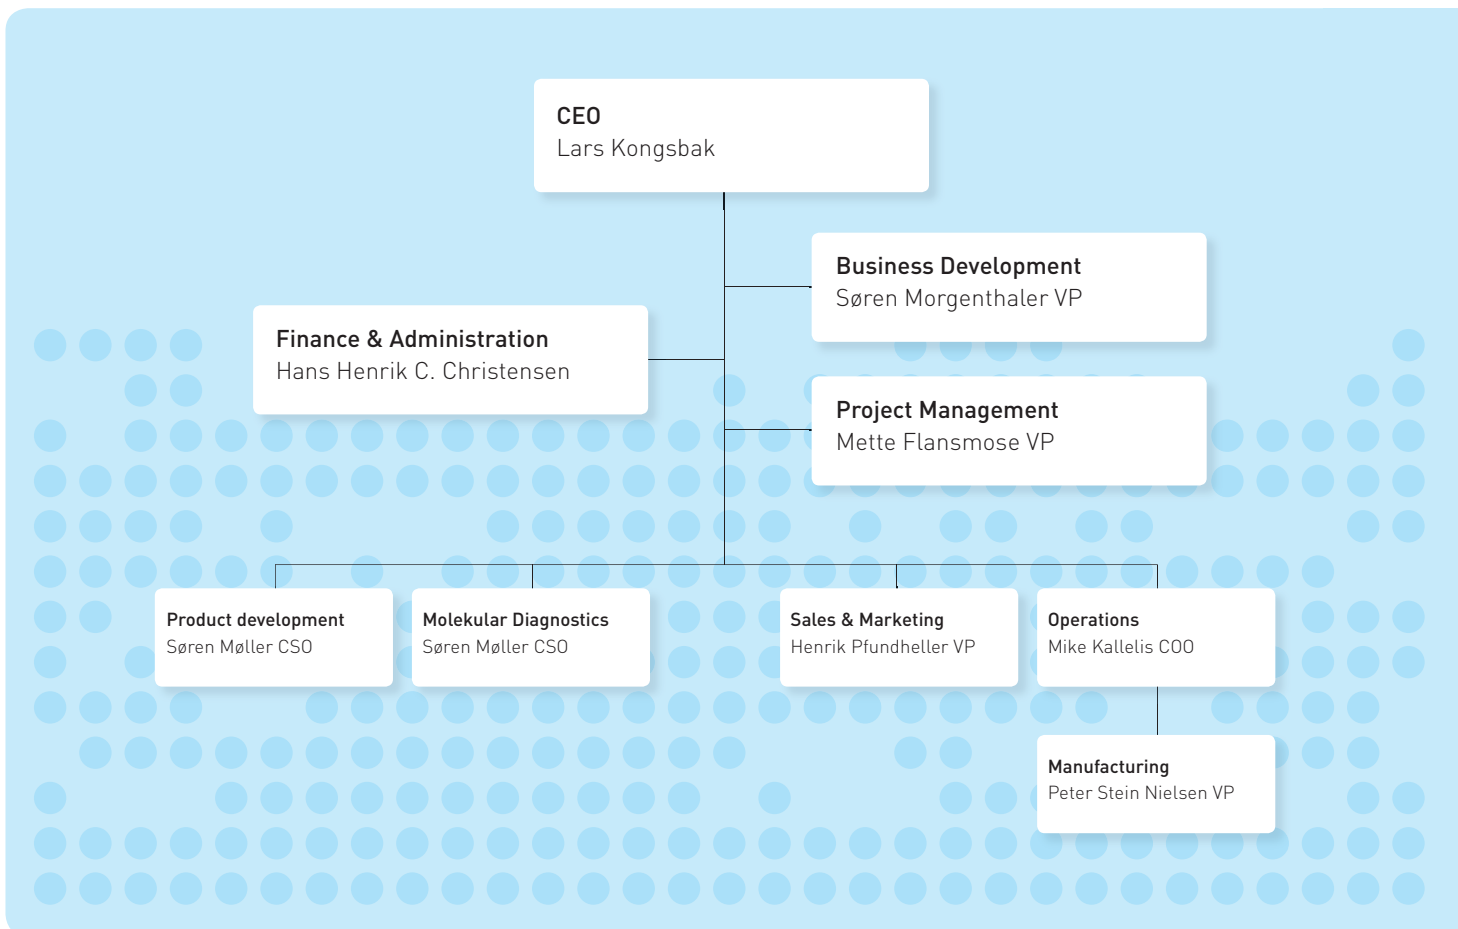 CEO
Lars Kongsbak
Business Development
Søren Morgenthaler VP
Finance & Administration
Hans Henrik C. Christensen
Project Management
Mette Flansmose VP
Product development
Søren Møller CSO
Molekular Diagnostics
Søren Møller CSO
Sales & Marketing
Henrik Pfundheller VP
Operations
Mike Kallelis COO
Manufacturing
Peter Stein Nielsen VP